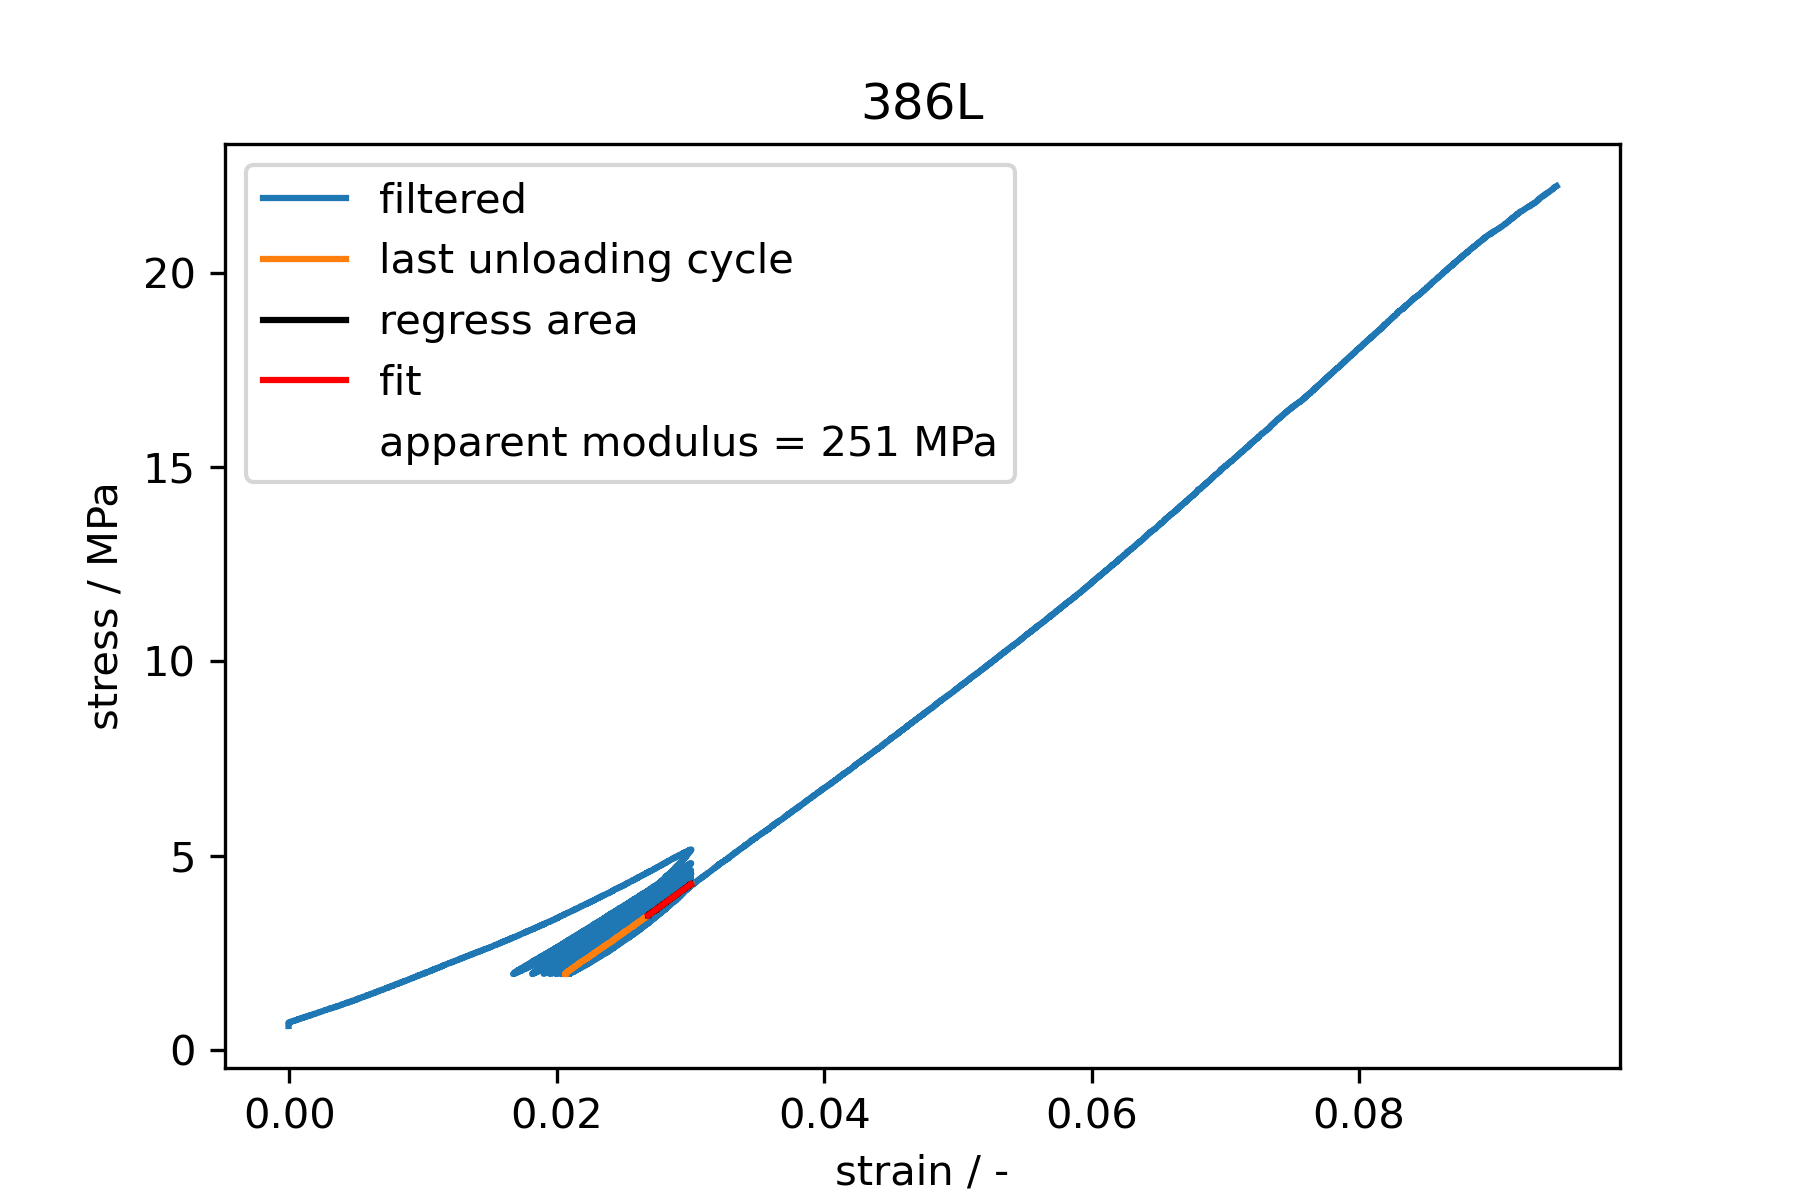 386L
filtered
last unloading cycle
regress area
fit
apparent modulus = 251 MPa
stress / MPa
20
15
10
5
0
0.00 0.02 0.04 0.06 0.08
strain / -